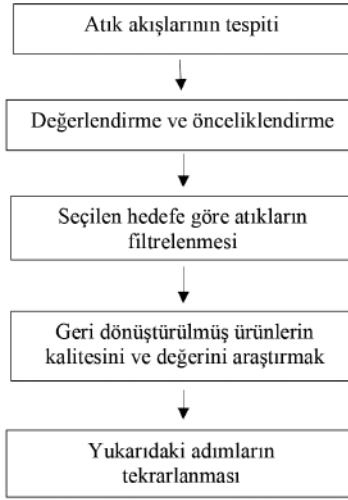 Atık akışlarının tespiti
Değerlendirme ve önceliklendirme
Seçilen hedefe göre atıkların
filtrelenmesi
Geri dönüştürülmüş ürünlerin
kalitesini ve değerini araştırmak
Yukarıdaki adımların
tekrarlanması